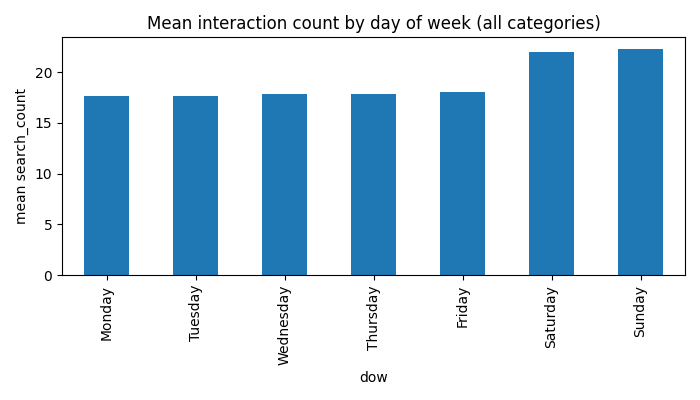 Mean interaction count by day of week (all categories)
mean search_count
20
15
10
5
0
Monday
Tuesday
Wednesday
Thursday
Friday
Saturday
Sunday
dow